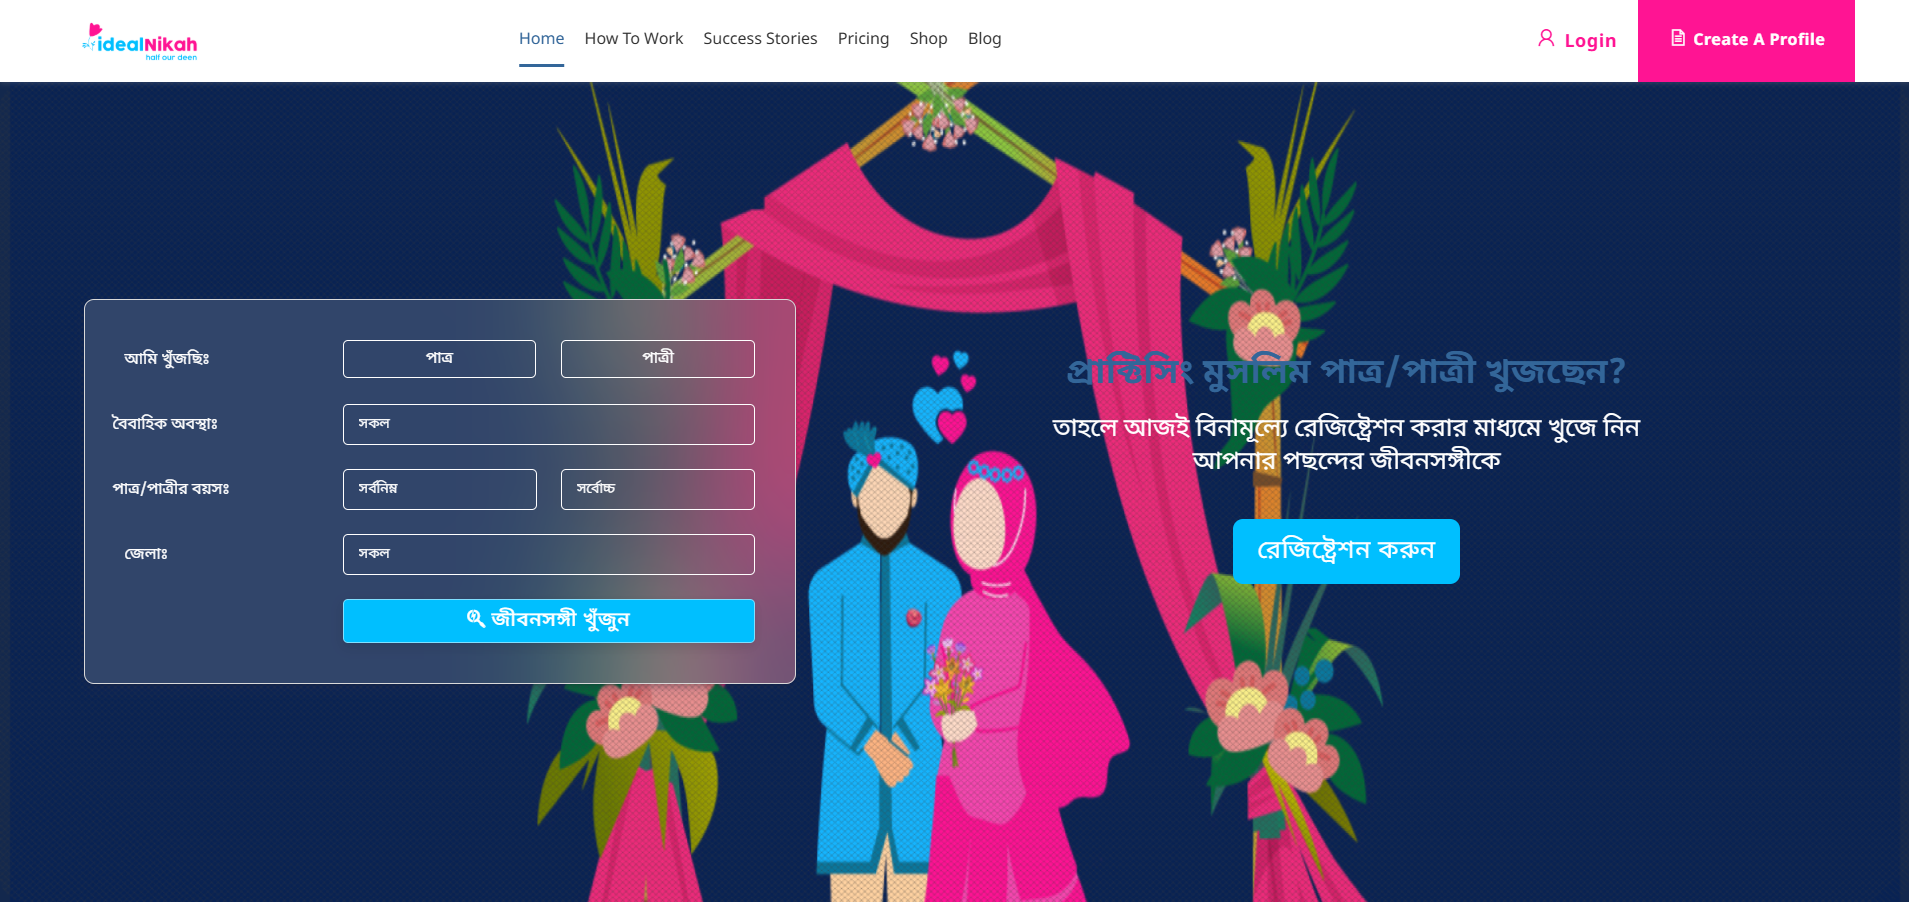 idealNikah
half our deen
Home
How To Work
Success Stories
Pricing
Shop
Blog
Login
Create A Profile
আমি খুঁজছিঃ
পাত্র
পাত্রী
বৈবাহিক অবস্থাঃ
সকল
পাত্র/পাত্রীর বয়সঃ
সর্বনিম্ন
সর্বোচ্চ
জেলাঃ
সকল
জীবনসঙ্গী খুঁজুন
প্রাক্টিসিং মুসলিম পাত্র/পাত্রী খুজছেন?
তাহলে আজই বিনামূল্যে রেজিষ্ট্রেশন করার মাধ্যমে খুজে নিন
আপনার পছন্দের জীবনসঙ্গীকে
রেজিষ্ট্রেশন করুন